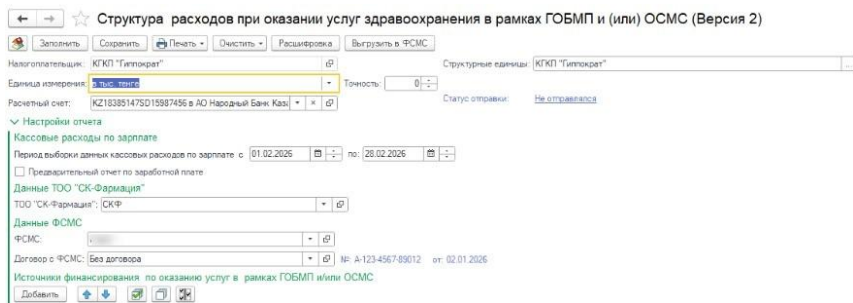 Структура расходов при оказании услуг здравоохранения в рамках ГОБМП и (или) ОСМС (Версия 2)
Заполнить Сохранить Печать Очистить Расшифровка Выгрузить в ФСМС
Налогоплательщик: КГКП "Гиппократ" Структурные единицы: КГКП "Гиппократ" ...
Единица измерения: в тыс. тенге Точность: 0
Расчетный счет: KZ18385147SD15987456 в АО Народный Банк Каза Статус отправки: Не отправлялся
Настройки отчета
Кассовые расходы по зарплате
Период выборки данных кассовых расходов по зарплате с 01.02.2026 по: 28.02.2026
Предварительный отчет по заработной плате
Данные ТОО "СК-Фармация"
ТОО "СК-Фармация": СКФ
Данные ФСМС
ФСМС:
Договор с ФСМС: Без договора №: А-123-4567-89012 от: 02.01.2026
Источники финансирования по оказанию услуг в рамках ГОБМП и/или ОСМС
Добавить